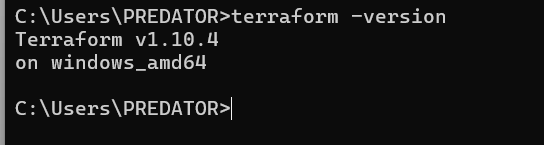 C:\Users\PREDATOR>terraform -version
Terraform v1.10.4
on windows_amd64
C:\Users\PREDATOR>